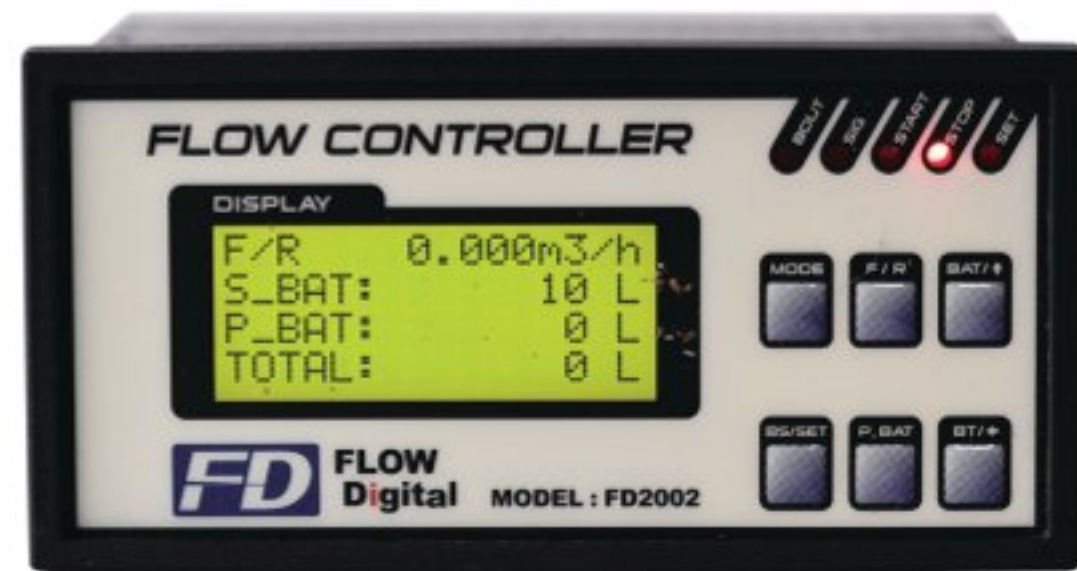 FLOW CONTROLLER
BOUT SIG START STOP SET
DISPLAY
F/R 0.000m3/h
S_BAT: 10 L
P_BAT: 0 L
TOTAL: 0 L
MODE F/R BAT/⬍
BS/SET P.BAT BT/←
FD FLOW Digital
MODEL : FD2002